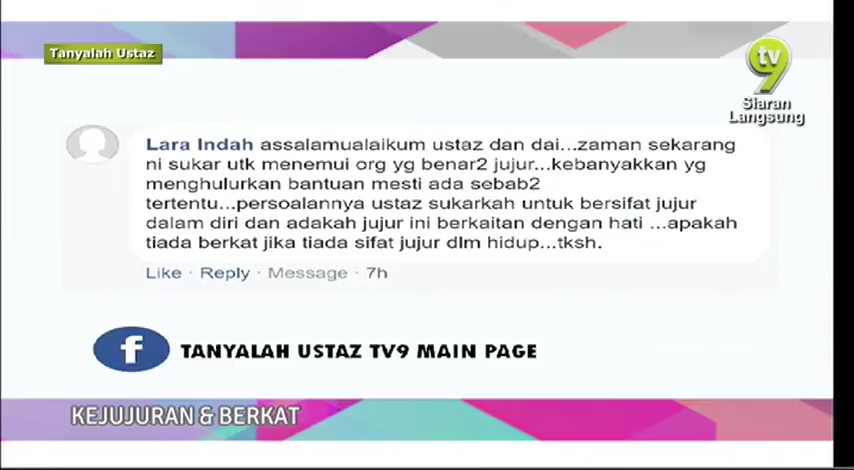 Tanyalah Ustaz
tv
9
Siaran
Langsung
Lara Indah assalamualaikum ustaz dan dai...zaman sekarang
ni sukar utk menemui org yg benar2 jujur...kebanyakkan yg
menghulurkan bantuan mesti ada sebab2
tertentu...persoalannya ustaz sukarkah untuk bersifat jujur
dalam diri dan adakah jujur ini berkaitan dengan hati ...apakah
tiada berkat jika tiada sifat jujur dlm hidup...tksh.
Like · Reply · Message · 7h
f TANYALAH USTAZ TV9 MAIN PAGE
KEJUJURAN & BERKAT